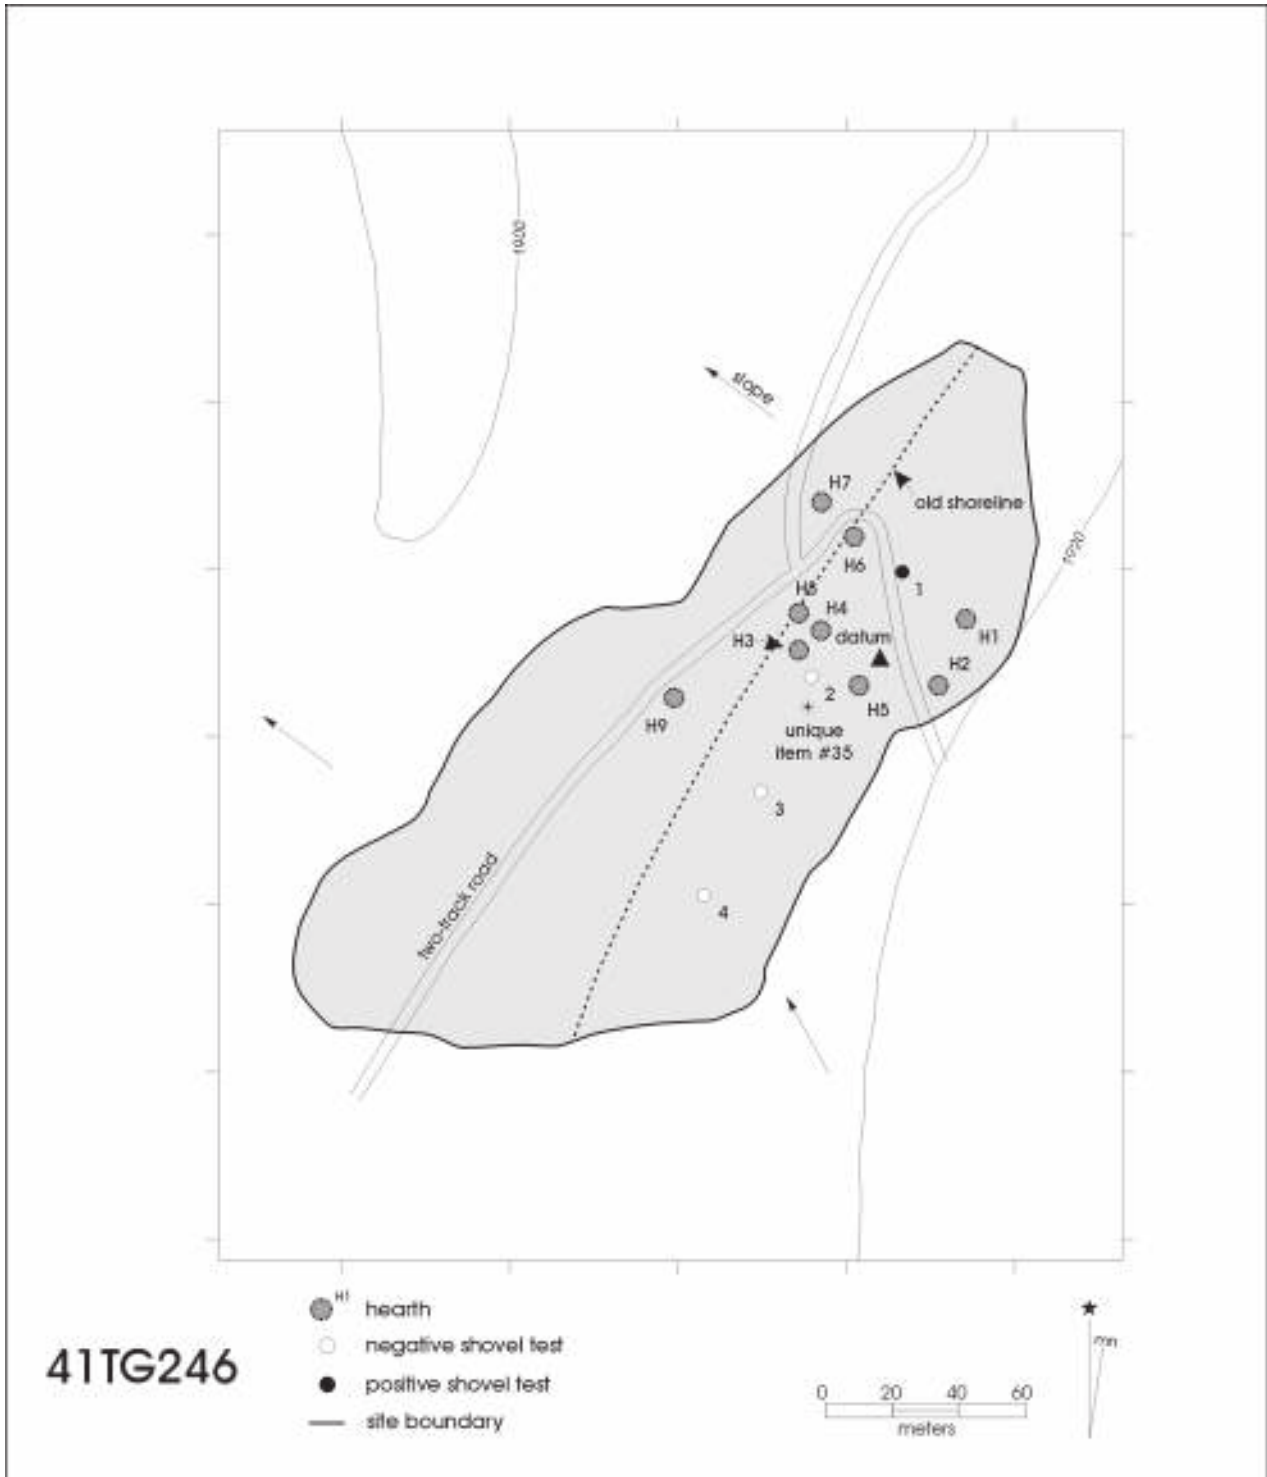 1900
slope
H7
old shoreline
1920
H6
1
H4
H3
datum
H1
H2
2
H5
H9
unique
item #35
3
two-track road
4
H1 hearth
negative shovel test
positive shovel test
site boundary
41TG246
mn
0 20 40 60
meters